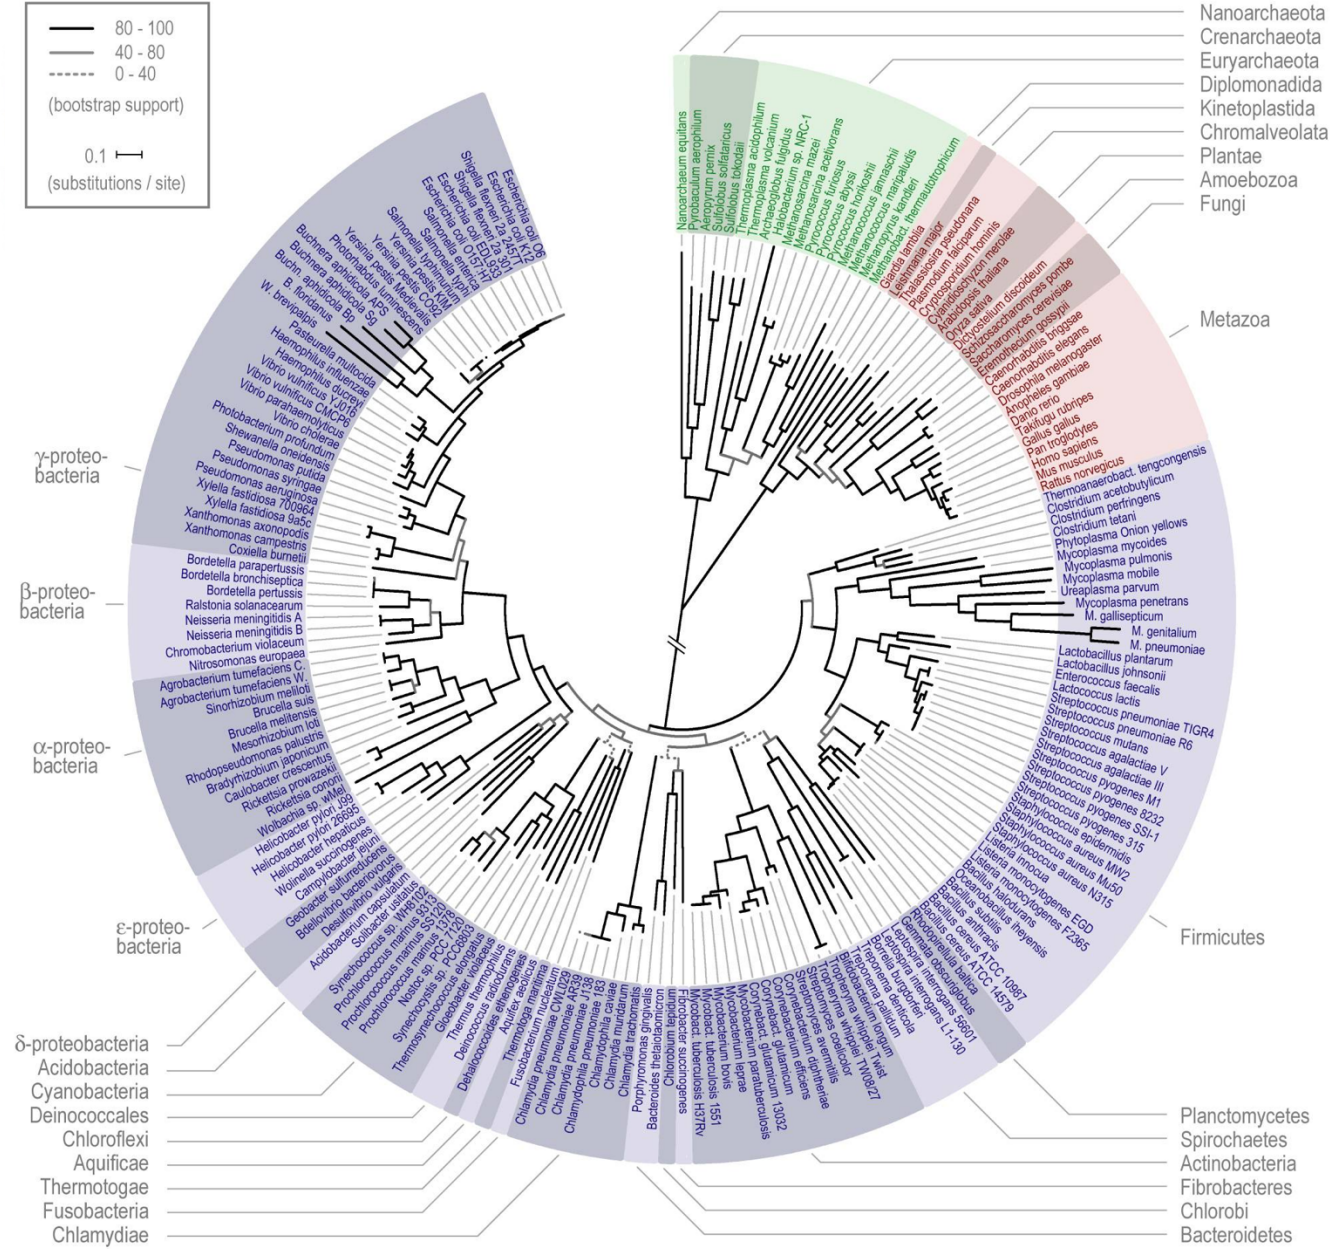 80 - 100
40 - 80
0 - 40
(bootstrap support)
0.1
(substitutions / site)
Nanoarchaeota
Crenarchaeota
Euryarchaeota
Diplomonadida
Kinetoplastida
Chromalveolata
Plantae
Amoebozoa
Fungi
Metazoa
Firmicutes
Planctomycetes
Spirochaetes
Actinobacteria
Fibrobacteres
Chlorobi
Bacteroidetes
Chlamydiae
Fusobacteria
Thermotogae
Aquificae
Chloroflexi
Deinococcales
Cyanobacteria
Acidobacteria
δ-proteobacteria
ε-proteo-
bacteria
α-proteo-
bacteria
β-proteo-
bacteria
γ-proteo-
bacteria
Nanoarchaeum equitans
Pyrobaculum aerophilum
Aeropyrum pernix
Sulfolobus solfataricus
Sulfolobus tokodaii
Thermoplasma acidophilum
Thermoplasma volcanium
Archaeoglobus fulgidus
Halobacterium sp. NRC-1
Methanosarcina mazei
Methanosarcina acetivorans
Pyrococcus furiosus
Pyrococcus abyssi
Pyrococcus horikoshii
Methanococcus jannaschii
Methanococcus maripaludis
Methanopyrus kandleri
Methanobact. thermautotrophicum
Giardia lamblia
Leishmania major
Thalassiosira pseudonana
Plasmodium falciparum
Cryptosporidium hominis
Cyanidioschyzon merolae
Arabidopsis thaliana
Oryza sativa
Dictyostelium discoideum
Schizosaccharomyces pombe
Saccharomyces cerevisiae
Eremothecium gossypii
Caenorhabditis briggsae
Caenorhabditis elegans
Drosophila melanogaster
Anopheles gambiae
Danio rerio
Takifugu rubripes
Gallus gallus
Pan troglodytes
Homo sapiens
Mus musculus
Rattus norvegicus
Thermoanaerobact. tengcongensis
Clostridium acetobutylicum
Clostridium perfringens
Clostridium tetani
Phytoplasma Onion yellows
Mycoplasma mycoides
Mycoplasma pulmonis
Mycoplasma mobile
Ureaplasma parvum
Mycoplasma penetrans
M. gallisepticum
M. genitalium
M. pneumoniae
Lactobacillus plantarum
Lactobacillus johnsonii
Enterococcus faecalis
Lactococcus lactis
Streptococcus pneumoniae TIGR4
Streptococcus pneumoniae R6
Streptococcus mutans
Streptococcus agalactiae V
Streptococcus agalactiae III
Streptococcus pyogenes M1
Streptococcus pyogenes 8232
Streptococcus pyogenes SSI-1
Streptococcus pyogenes 315
Staphylococcus epidermidis
Staphylococcus aureus MW2
Staphylococcus aureus Mu50
Staphylococcus aureus N315
Listeria innocua
Listeria monocytogenes EGD
Listeria monocytogenes F2365
Oceanobacillus iheyensis
Bacillus halodurans
Bacillus subtilis
Bacillus anthracis
Bacillus cereus ATCC 10987
Bacillus cereus ATCC 14579
Gemmata obscuriglobus
Rhodopirellula baltica
Leptospira interrogans 56601
Leptospira interrogans L1-130
Borrelia burgdorferi
Treponema denticola
Treponema pallidum
Bifidobacterium longum
Tropheryma whipplei Twist
Tropheryma whipplei TW08/27
Streptomyces coelicolor
Streptomyces avermitilis
Corynebacterium diphtheriae
Corynebacterium efficiens
Corynebact. glutamicum
Corynebact. glutamicum 13032
Mycobacterium paratuberculosis
Mycobacterium leprae
Mycobacterium bovis
Mycobact. tuberculosis 1551
Mycobact. tuberculosis H37Rv
Fibrobacter succinogenes
Chlorobium tepidum
Bacteroides thetaiotaomicron
Porphyromonas gingivalis
Chlamydia trachomatis
Chlamydia muridarum
Chlamydophila caviae
Chlamydophila pneumoniae 183
Chlamydia pneumoniae J138
Chlamydia pneumoniae AR39
Chlamydia pneumoniae CWL029
Fusobacterium nucleatum
Thermotoga maritima
Aquifex aeolicus
Dehalococcoides ethenogenes
Deinococcus radiodurans
Thermus thermophilus
Gloeobacter violaceus
Thermosynechococcus elongatus
Synechocystis sp. PCC6803
Nostoc sp. PCC 7120
Prochlorococcus marinus 1378
Prochlorococcus marinus SS120
Prochlorococcus marinus 9313
Synechococcus sp. WH8102
Solibacter usitatus
Acidobacterium capsulatum
Desulfovibrio vulgaris
Bdellovibrio bacteriovorus
Geobacter sulfurreducens
Campylobacter jejuni
Wolinella succinogenes
Helicobacter hepaticus
Helicobacter pylori 26695
Helicobacter pylori J99
Wolbachia sp. wMel
Rickettsia conorii
Rickettsia prowazekii
Caulobacter crescentus
Bradyrhizobium japonicum
Rhodopseudomonas palustris
Mesorhizobium loti
Brucella melitensis
Brucella suis
Sinorhizobium meliloti
Agrobacterium tumefaciens W.
Agrobacterium tumefaciens C.
Nitrosomonas europaea
Chromobacterium violaceum
Neisseria meningitidis B
Neisseria meningitidis A
Ralstonia solanacearum
Bordetella pertussis
Bordetella bronchiseptica
Bordetella parapertussis
Coxiella burnetii
Xanthomonas campestris
Xanthomonas axonopodis
Xylella fastidiosa 9a5c
Xylella fastidiosa 700964
Pseudomonas aeruginosa
Pseudomonas syringae
Pseudomonas putida
Shewanella oneidensis
Photobacterium profundum
Vibrio cholerae
Vibrio parahaemolyticus
Vibrio vulnificus CMCP6
Vibrio vulnificus YJ016
Haemophilus ducreyi
Haemophilus influenzae
Pasteurella multocida
W. brevipalpis
B. floridanus
Buchn. aphidicola Bp
Buchnera aphidicola Sg
Buchnera aphidicola APS
Photorhabdus luminescens
Yersinia pestis Medievalis
Yersinia pestis CO92
Yersinia pestis KIM
Salmonella typhimurium
Salmonella typhi
Salmonella enterica
Escherichia coli O157:H7
Escherichia coli EDL933
Shigella flexneri 2a 301
Shigella flexneri 2a 2457T
Escherichia coli K12
Escherichia coli O6